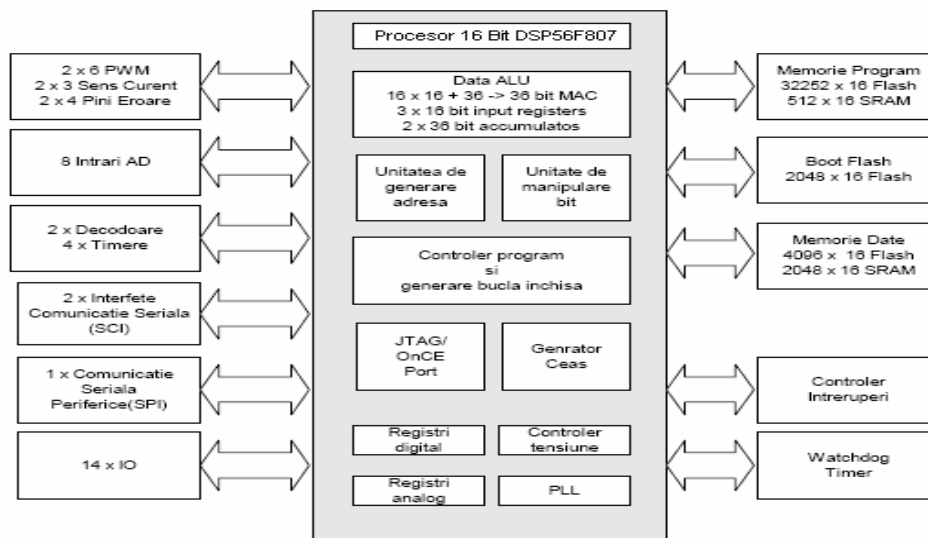 Procesor 16 Bit DSP56F807
2 x 6 PWM
2 x 3 Sens Curent
2 x 4 Pini Eroare
8 Intrari AD
2 x Decodoare
4 x Timere
2 x Interfete
Comunicatie Seriala
(SCI)
1 x Comunicatie
Seriala
Periferice(SPI)
14 x IO
Data ALU
16 x 16 + 36 -> 36 bit MAC
3 x 16 bit input registers
2 x 36 bit accumulatos
Unitatea de
generare
adresa
Unitate de
manipulare
bit
Controler program
si
generare bucla inchisa
JTAG/
OnCE
Port
Genrator
Ceas
Registri
digital
Controler
tensiune
Registri
analog
PLL
Memorie Program
32252 x 16 Flash
512 x 16 SRAM
Boot Flash
2048 x 16 Flash
Memorie Date
4096 x 16 Flash
2048 x 16 SRAM
Controler
Intreruperi
Watchdog
Timer